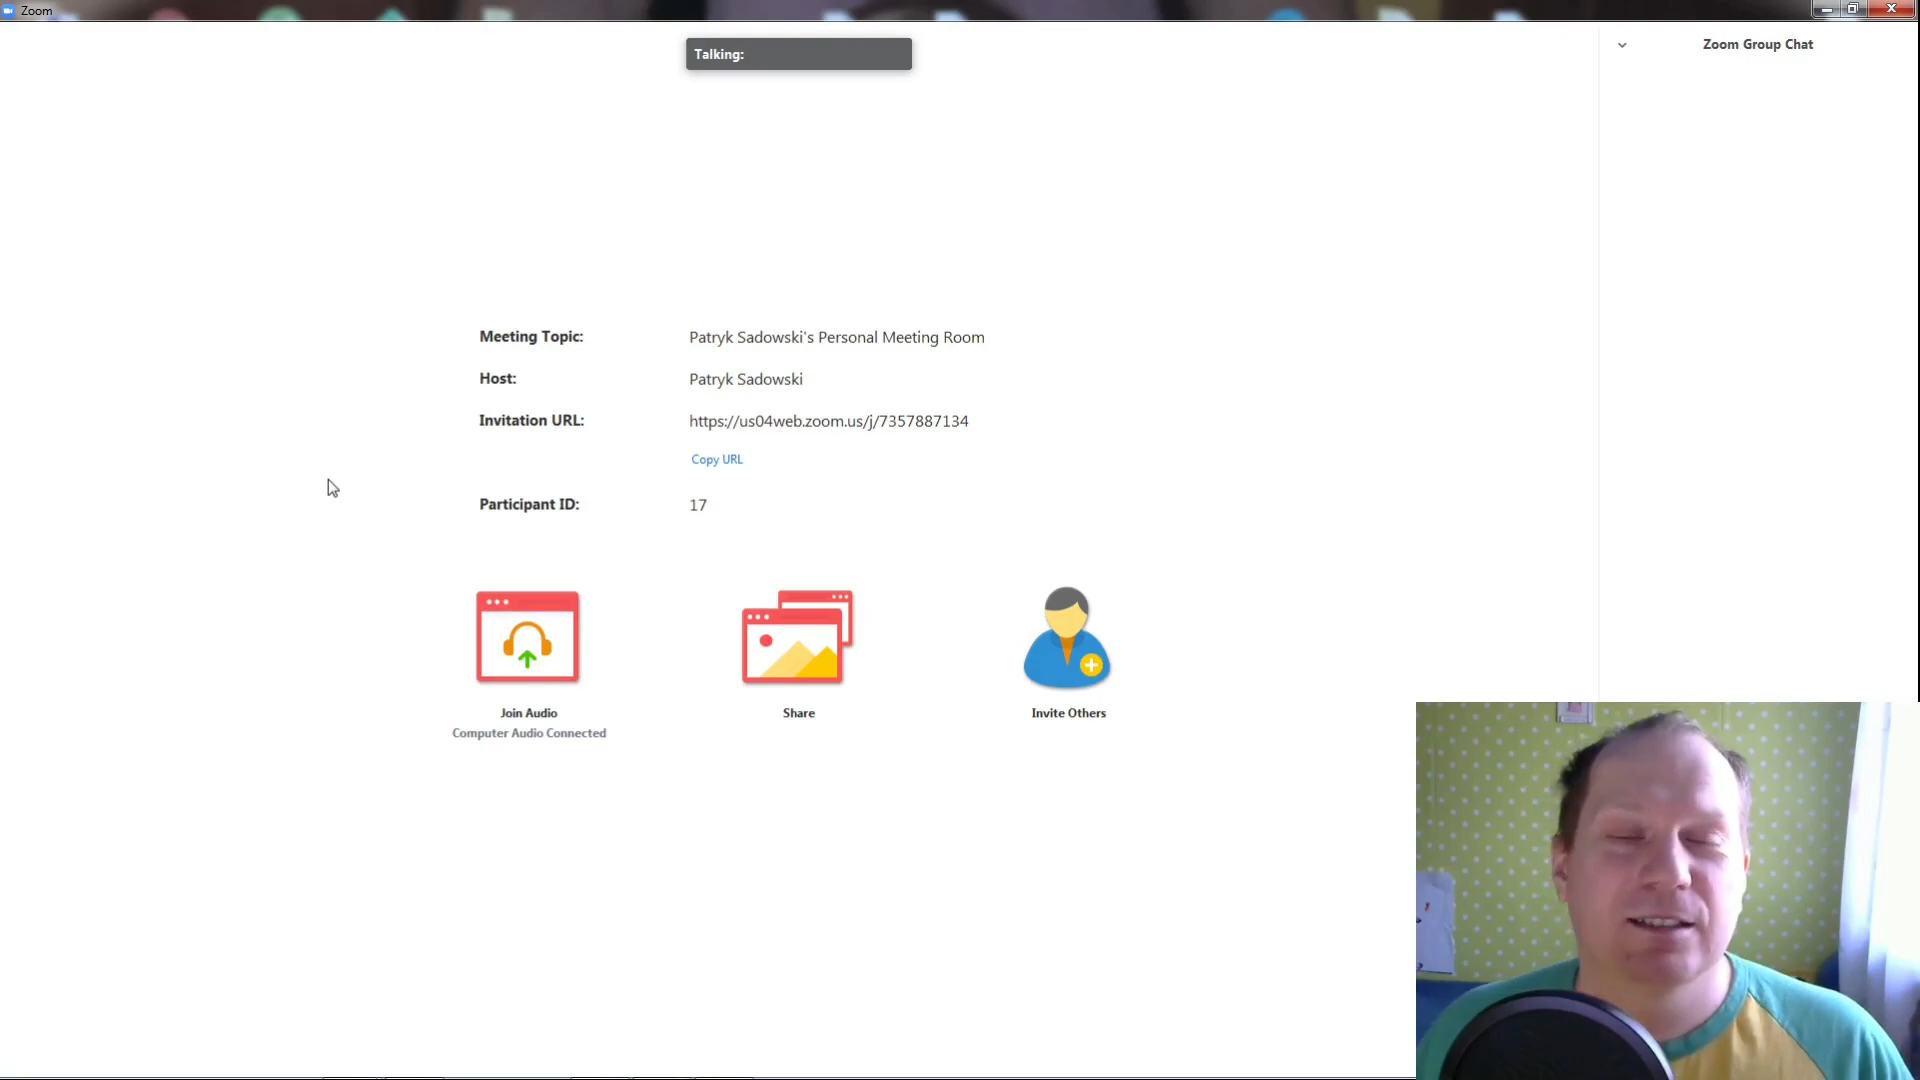 Zoom
Talking:
Zoom Group Chat
Meeting Topic: Patryk Sadowski's Personal Meeting Room
Host: Patryk Sadowski
Invitation URL: https://us04web.zoom.us/j/7357887134
Copy URL
Participant ID: 17
Join Audio
Computer Audio Connected
Share
Invite Others